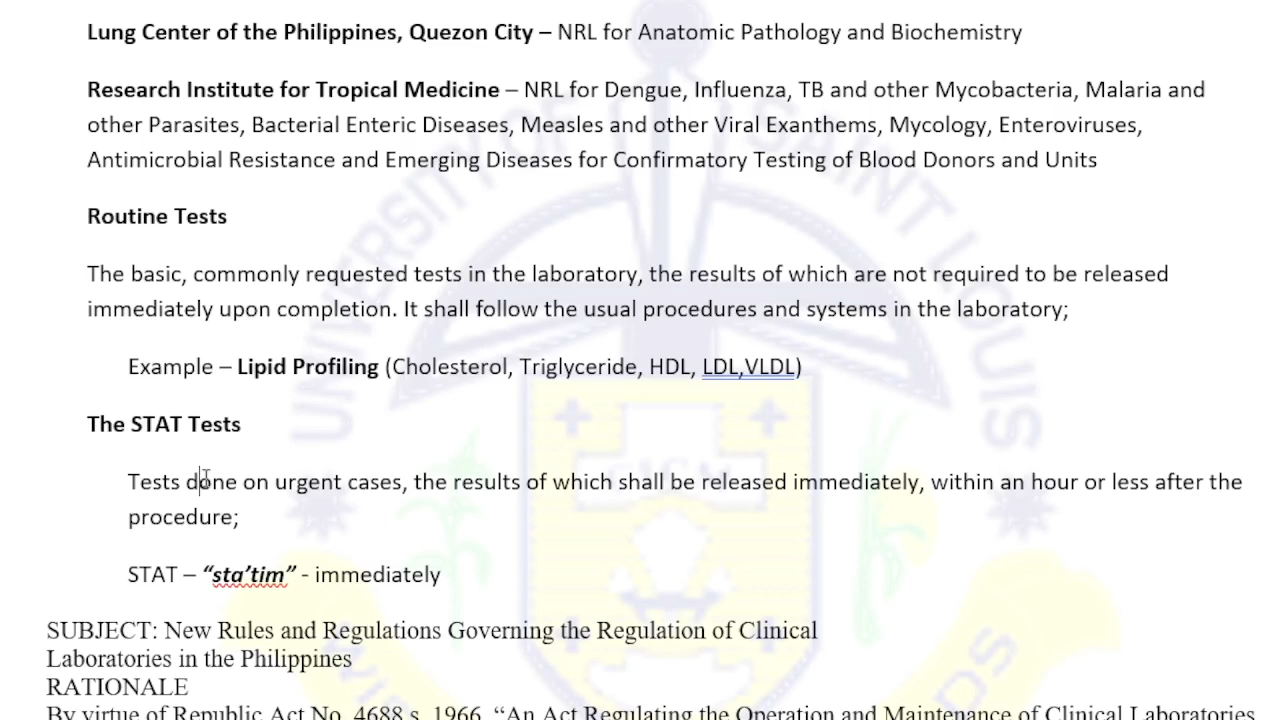 Lung Center of the Philippines, Quezon City – NRL for Anatomic Pathology and Biochemistry
Research Institute for Tropical Medicine – NRL for Dengue, Influenza, TB and other Mycobacteria, Malaria and
other Parasites, Bacterial Enteric Diseases, Measles and other Viral Exanthems, Mycology, Enteroviruses,
Antimicrobial Resistance and Emerging Diseases for Confirmatory Testing of Blood Donors and Units
Routine Tests
The basic, commonly requested tests in the laboratory, the results of which are not required to be released
immediately upon completion. It shall follow the usual procedures and systems in the laboratory;
Example – Lipid Profiling (Cholesterol, Triglyceride, HDL, LDL,VLDL)
The STAT Tests
Tests done on urgent cases, the results of which shall be released immediately, within an hour or less after the
procedure;
STAT – “sta’tim” - immediately
SUBJECT: New Rules and Regulations Governing the Regulation of Clinical
Laboratories in the Philippines
RATIONALE
By virtue of Republic Act No. 4688 s. 1966, “An Act Regulating the Operation and Maintenance of Clinical Laboratories
UNIVERSITY OF SAINT LOUIS